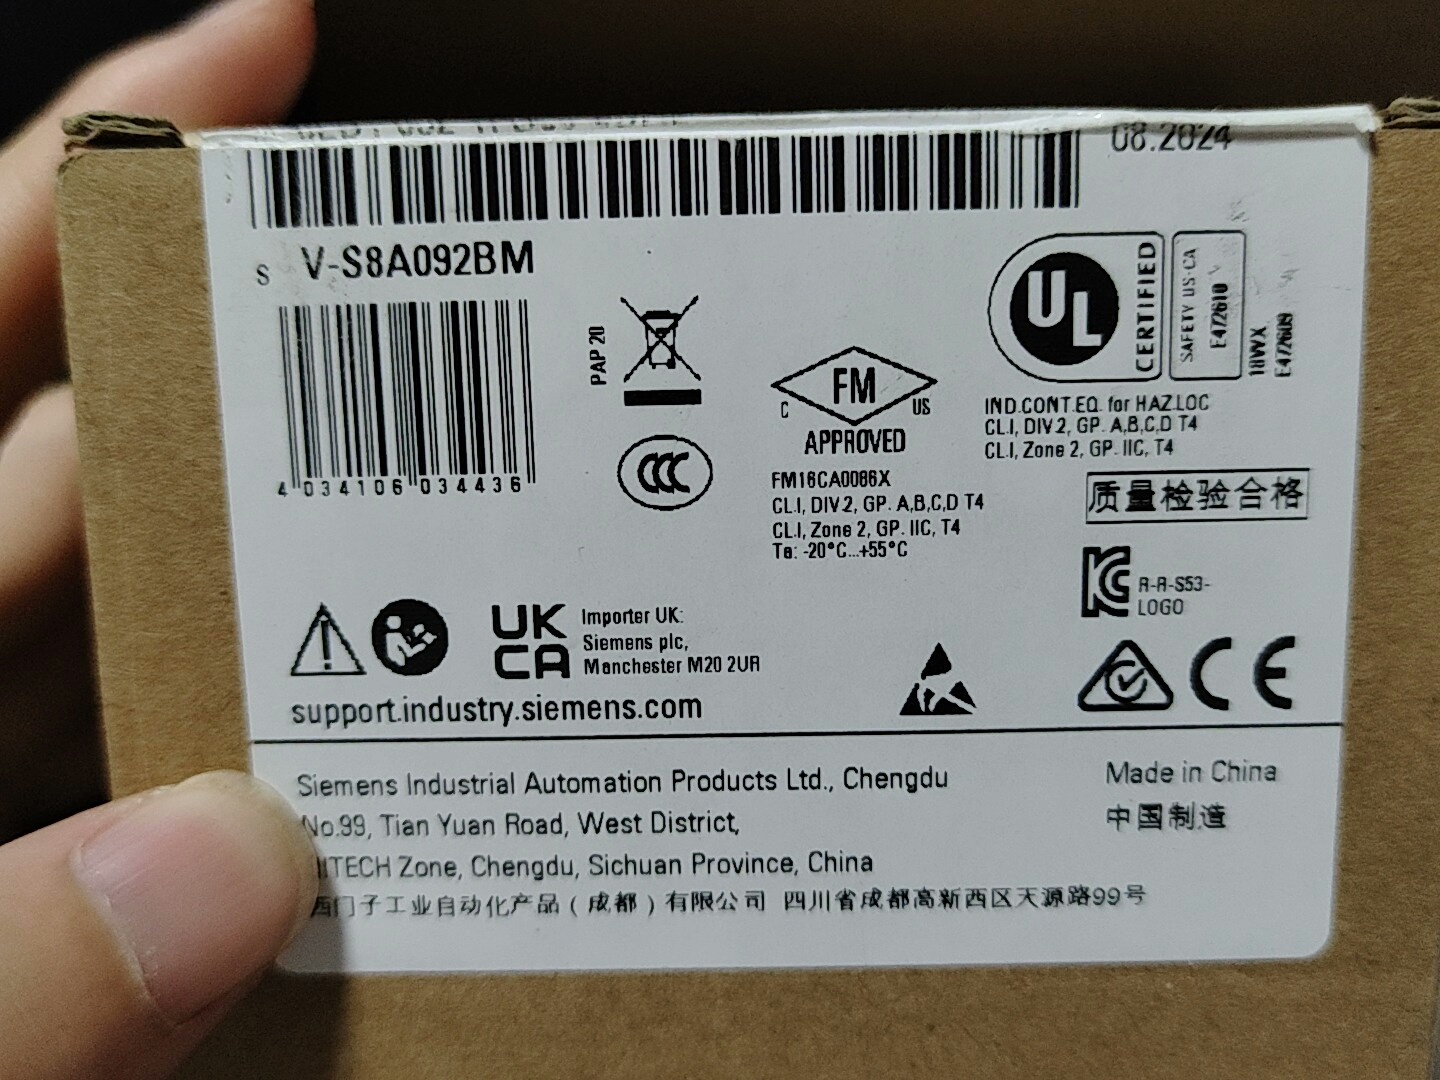 08.2024
S V-S8A092BM
UL CERTIFIED
SAFETY US·CA
E472610
18WX
E472609
PAP 20
4 034106 034436
C FM US
APPROVED
FM16CA0086X
CL.I, DIV.2, GP. A,B,C,D T4
CL.I, Zone 2, GP. IIC, T4
Ta: -20°C...+55°C
IND.CONT.EQ. for HAZ.LOC
CL.I, DIV.2, GP. A,B,C,D T4
CL.I, Zone 2, GP. IIC, T4
质量检验合格
CCC
R-R-S53-
LOGO
UK
CA
Importer UK:
Siemens plc,
Manchester M20 2UR
CE
support.industry.siemens.com
Siemens Industrial Automation Products Ltd., Chengdu
No.99, Tian Yuan Road, West District,
Zone, Chengdu, Sichuan Province, China
西门子工业自动化产品（成都）有限公司 四川省成都高新西区天源路99号
Made in China
中国制造